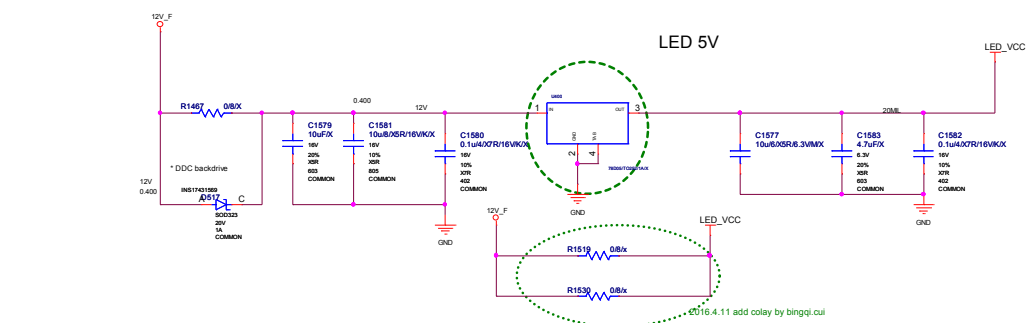 12V_F
LED 5V
LED_VCC
R1467 0/8/X
0.400
12V
1
IN
OUT
3
20MIL
GND
TAB
2
4
C1579
10uF/X
16V
20%
X5R
603
COMMON
C1581
10u/8/X5R/16V/K/X
16V
10%
X5R
805
COMMON
C1580
0.1u/4/X7R/16V/K/X
16V
10%
X7R
402
COMMON
C1577
10u/6/X5R/6.3V/M/X
C1583
4.7uF/X
6.3V
20%
X5R
603
COMMON
C1582
0.1u/4/X7R/16V/K/X
16V
10%
X7R
402
COMMON
* DDC backdrive
12V
0.400
INS17431569
D517
A
C
SOD323
20V
1A
COMMON
GND
GND
GND
12V_F
LED_VCC
R1519 0/8/x
R1530 0/8/x
2016.4.11 add colay by bingqi.cui